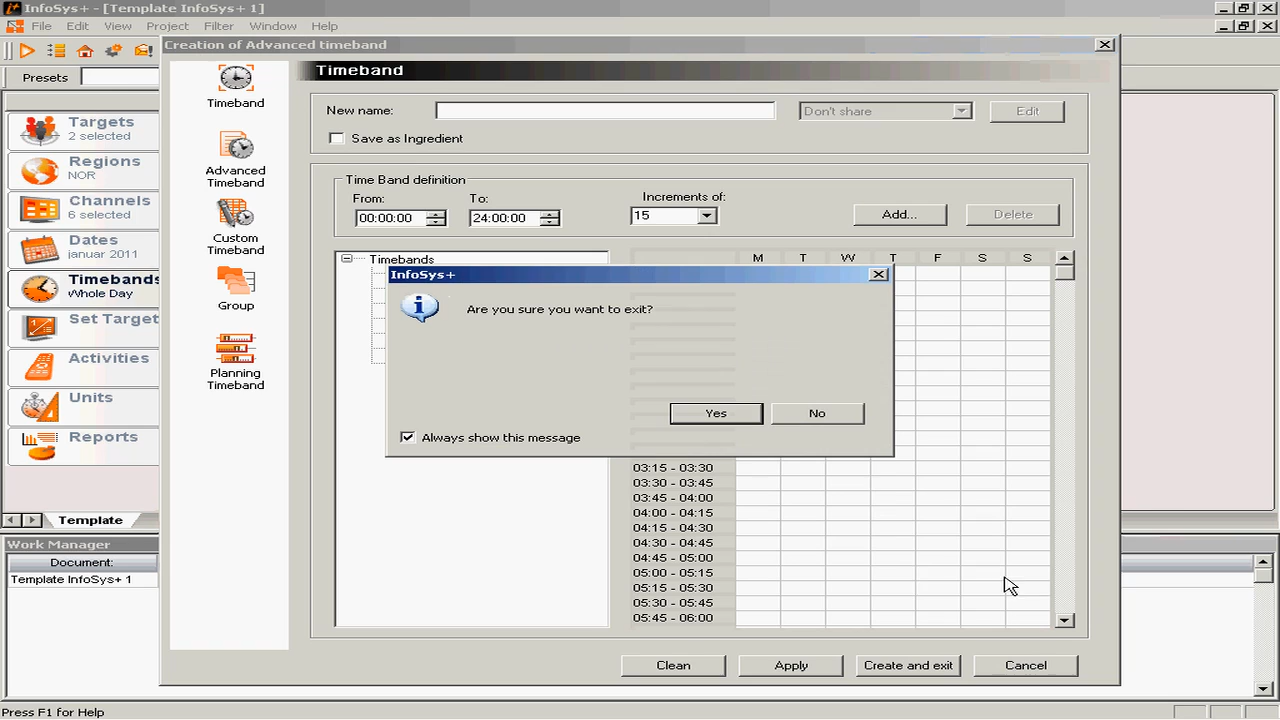 InfoSys+ - [Template InfoSys+ 1]
File Edit View Project Filter Window Help
Presets
Targets
2 selected
Regions
NOR
Channels
6 selected
Dates
januar 2011
Timebands
Whole Day
Set Target
Activities
Units
Reports
Template
Work Manager
Document:
Template InfoSys+ 1
Press F1 for Help
Creation of Advanced timeband
Timeband
Advanced
Timeband
Custom
Timeband
Group
Planning
Timeband
Timeband
New name:
Don't share
Edit
Save as Ingredient
Time Band definition
From:
To:
Increments of:
00:00:00
24:00:00
15
Add...
Delete
Timebands
M T W T F S S
InfoSys+
Are you sure you want to exit?
Yes
No
Always show this message
03:15 - 03:30
03:30 - 03:45
03:45 - 04:00
04:00 - 04:15
04:15 - 04:30
04:30 - 04:45
04:45 - 05:00
05:00 - 05:15
05:15 - 05:30
05:30 - 05:45
05:45 - 06:00
Clean
Apply
Create and exit
Cancel